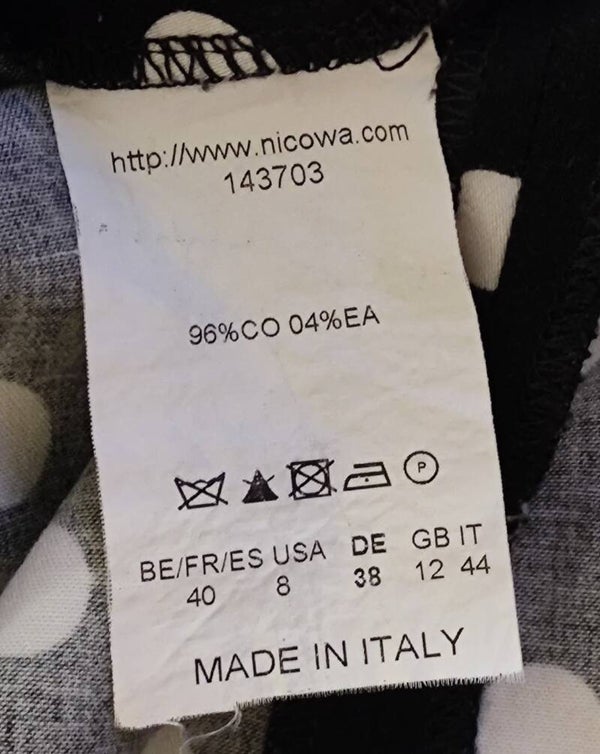 http://www.nicowa.com
143703
96%CO 04%EA
P
BE/FR/ES USA DE GB IT
40 8 38 12 44
MADE IN ITALY